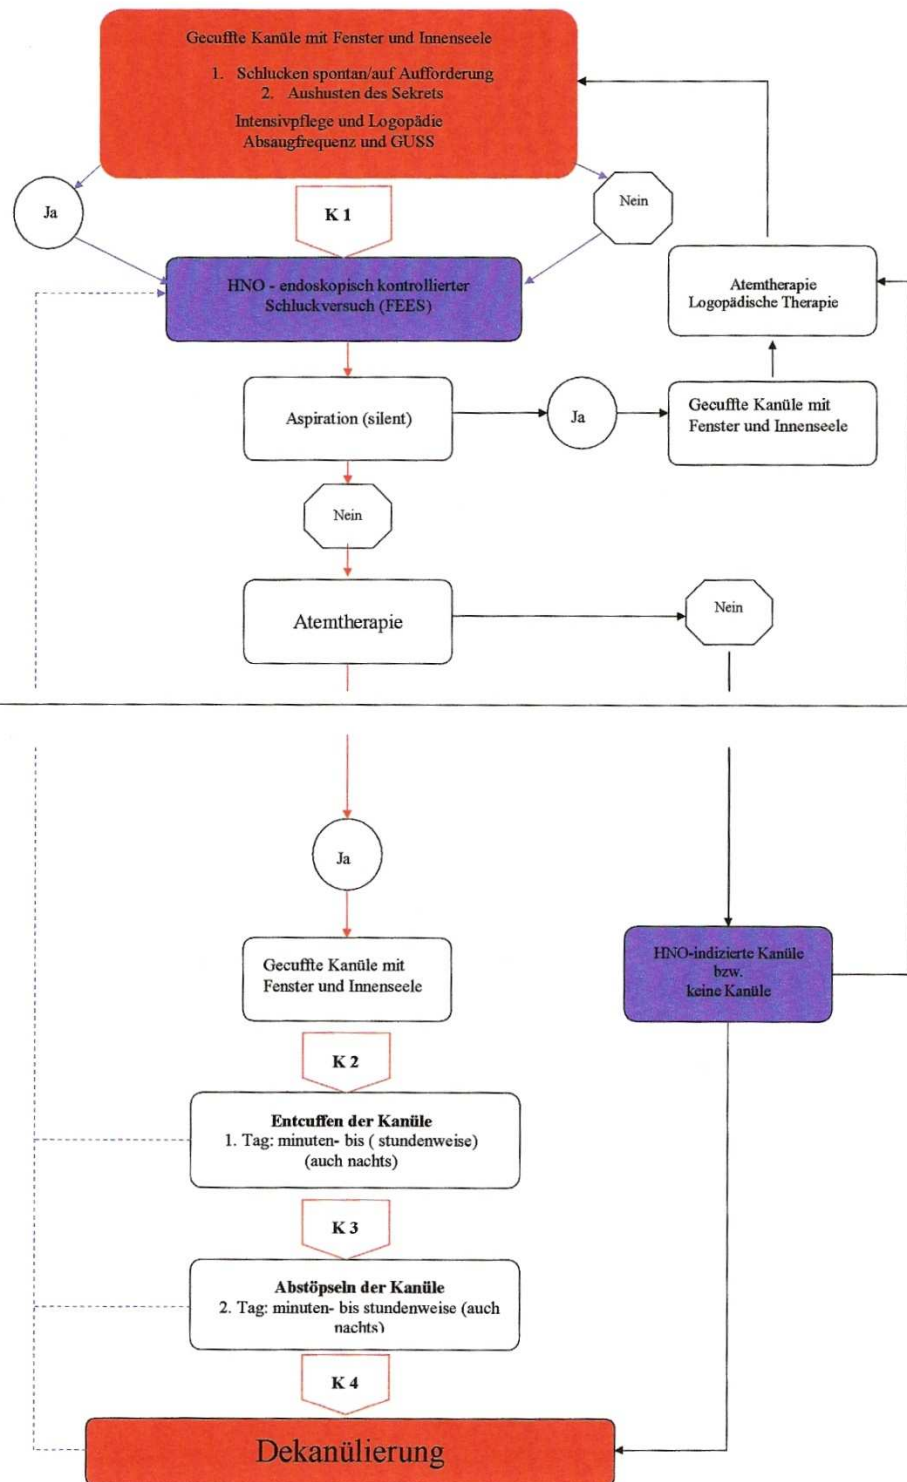 Gecuffte Kanüle mit Fenster und Innenseele
1. Schlucken spontan/auf Aufforderung
2. Aushusten des Sekrets
Intensivpflege und Logopädie
Absaugfrequenz und GUSS
Ja
K 1
Nein
HNO - endoskopisch kontrollierter
Schluckversuch (FEES)
Atemtherapie
Logopädische Therapie
Aspiration (silent)
Ja
Gecuffte Kanüle mit
Fenster und Innenseele
Nein
Atemtherapie
Nein
Ja
Gecuffte Kanüle mit
Fenster und Innenseele
HNO-indizierte Kanüle
bzw.
keine Kanüle
K 2
Entcuffen der Kanüle
1. Tag: minuten- bis ( stundenweise)
(auch nachts)
K 3
Abstöpseln der Kanüle
2. Tag: minuten- bis stundenweise (auch
nachts)
K 4
Dekanülierung